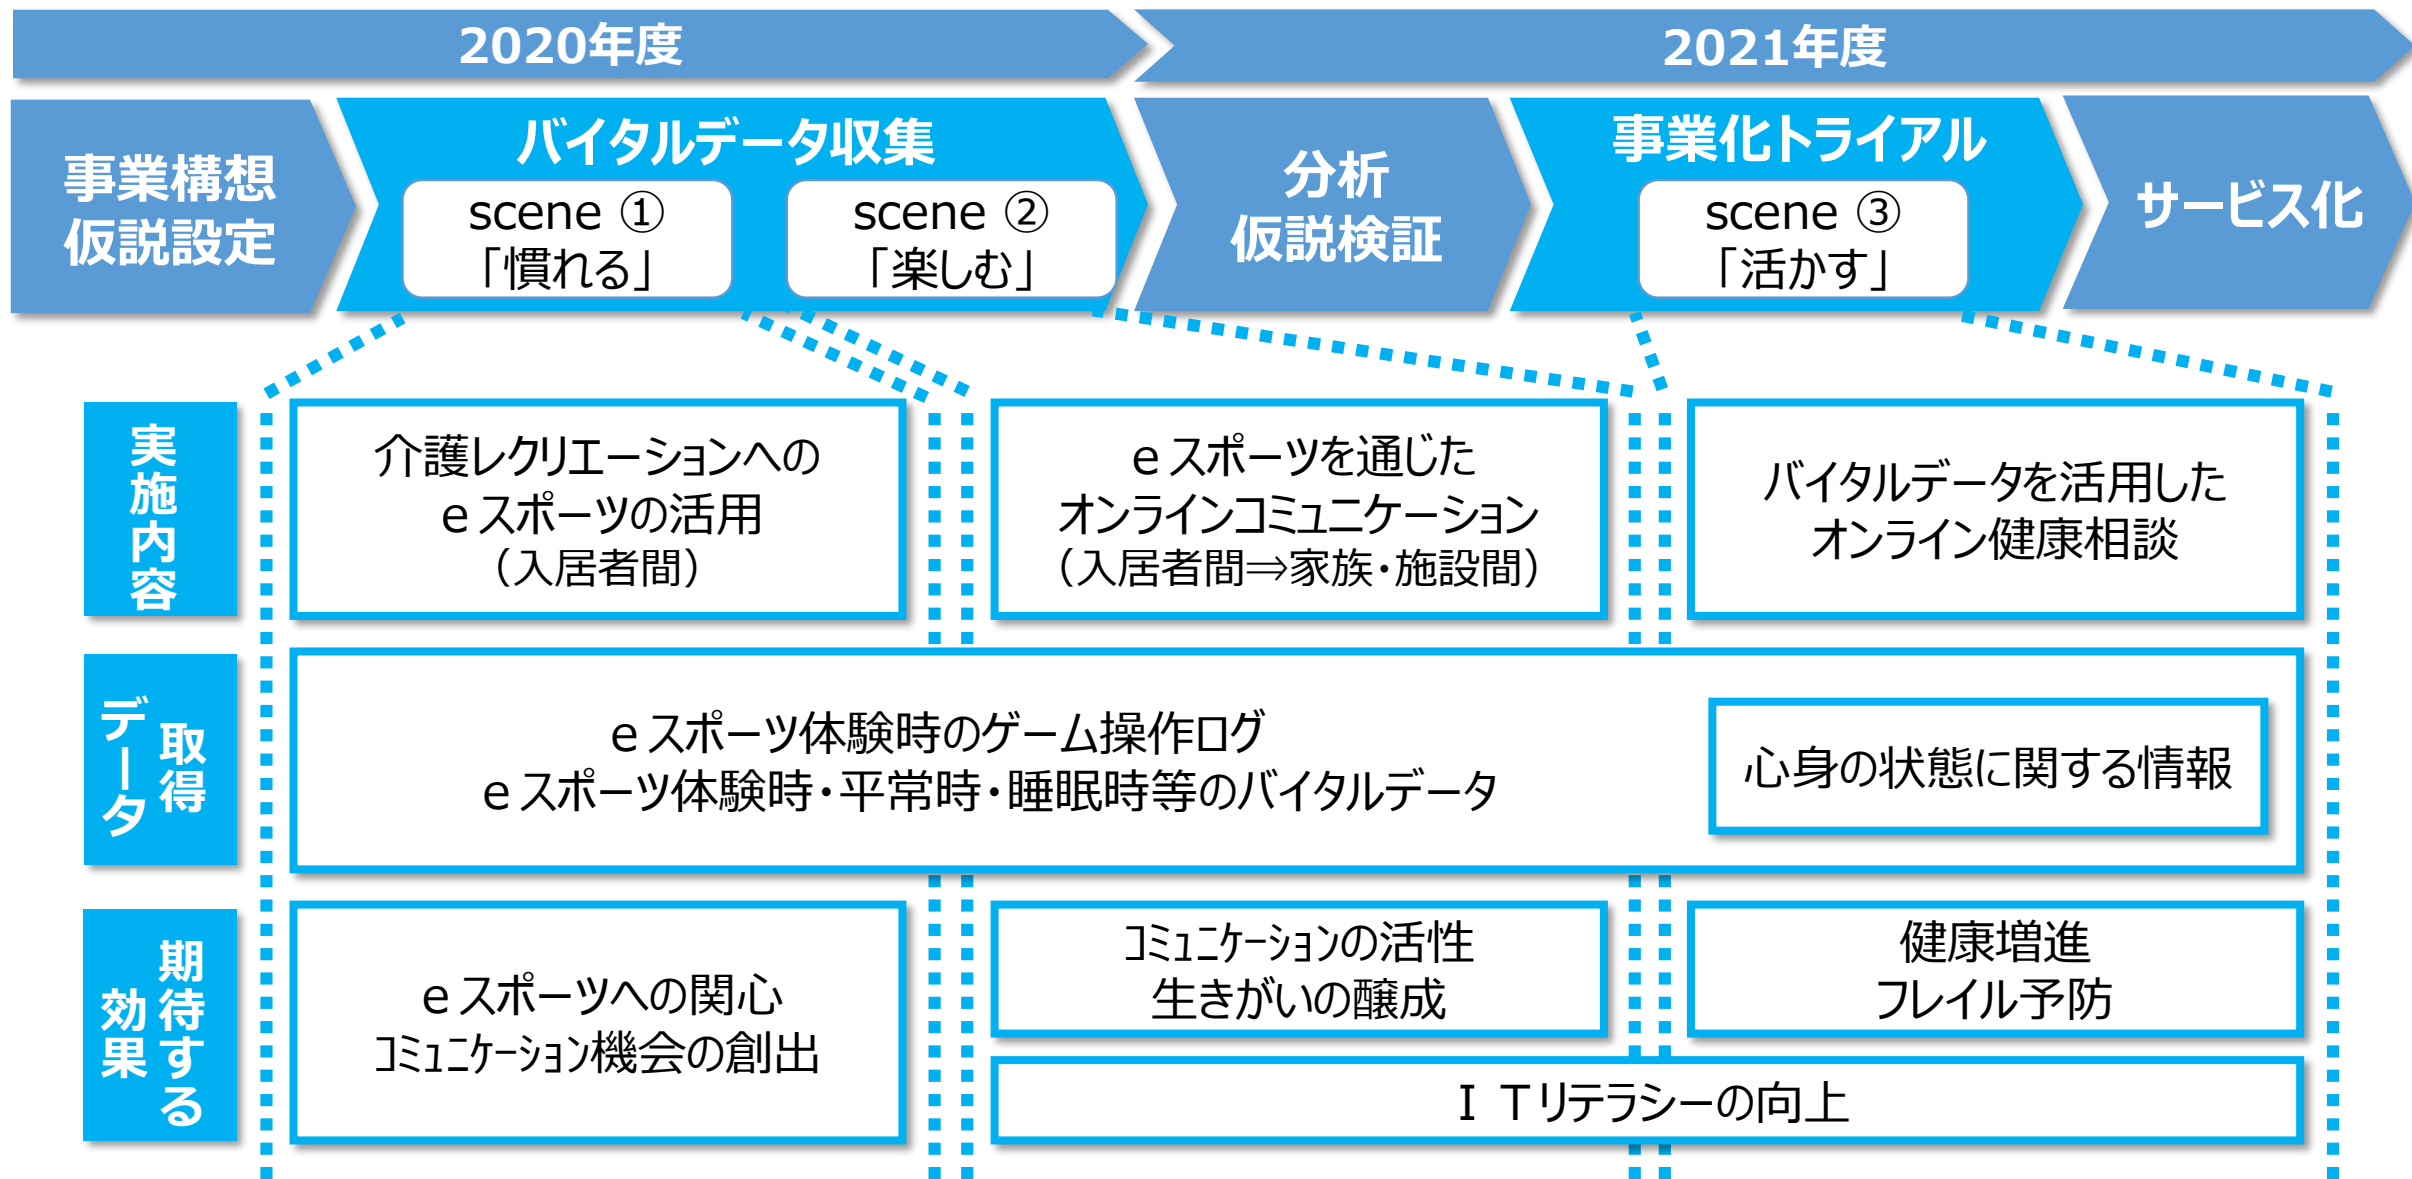 2020年度
2021年度
事業構想
仮説設定
バイタルデータ収集
scene ①
「慣れる」
scene ②
「楽しむ」
分析
仮説検証
事業化トライアル
scene ③
「活かす」
サービス化
実施内容
介護レクリエーションへの
eスポーツの活用
（入居者間）
eスポーツを通じた
オンラインコミュニケーション
（入居者間⇒家族・施設間）
バイタルデータを活用した
オンライン健康相談
取得
データ
eスポーツ体験時のゲーム操作ログ
eスポーツ体験時・平常時・睡眠時等のバイタルデータ
心身の状態に関する情報
期待する
効果
eスポーツへの関心
ｺﾐｭﾆｹｰｼｮﾝ機会の創出
ｺﾐｭﾆｹｰｼｮﾝの活性
生きがいの醸成
健康増進
フレイル予防
ＩＴリテラシーの向上